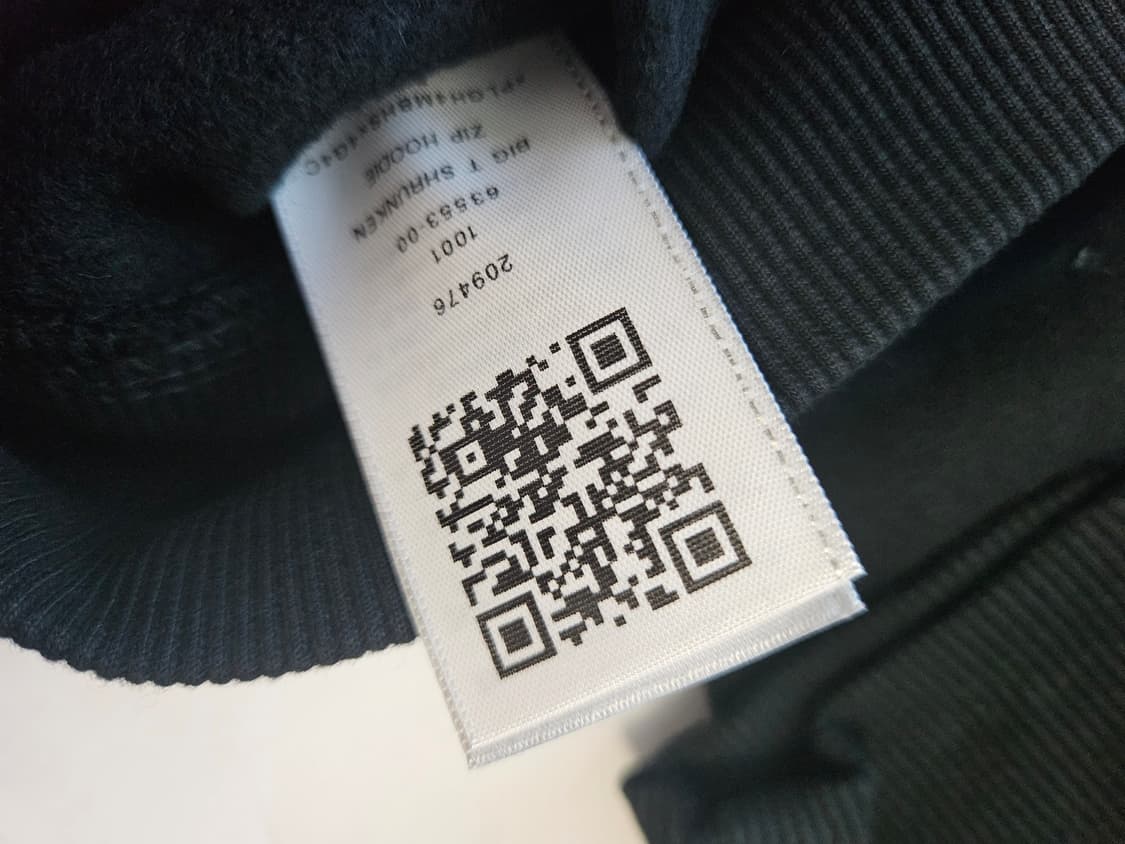 209476
1001
63553-00
BIG T SHRUNKEN
ZIP HOODIE